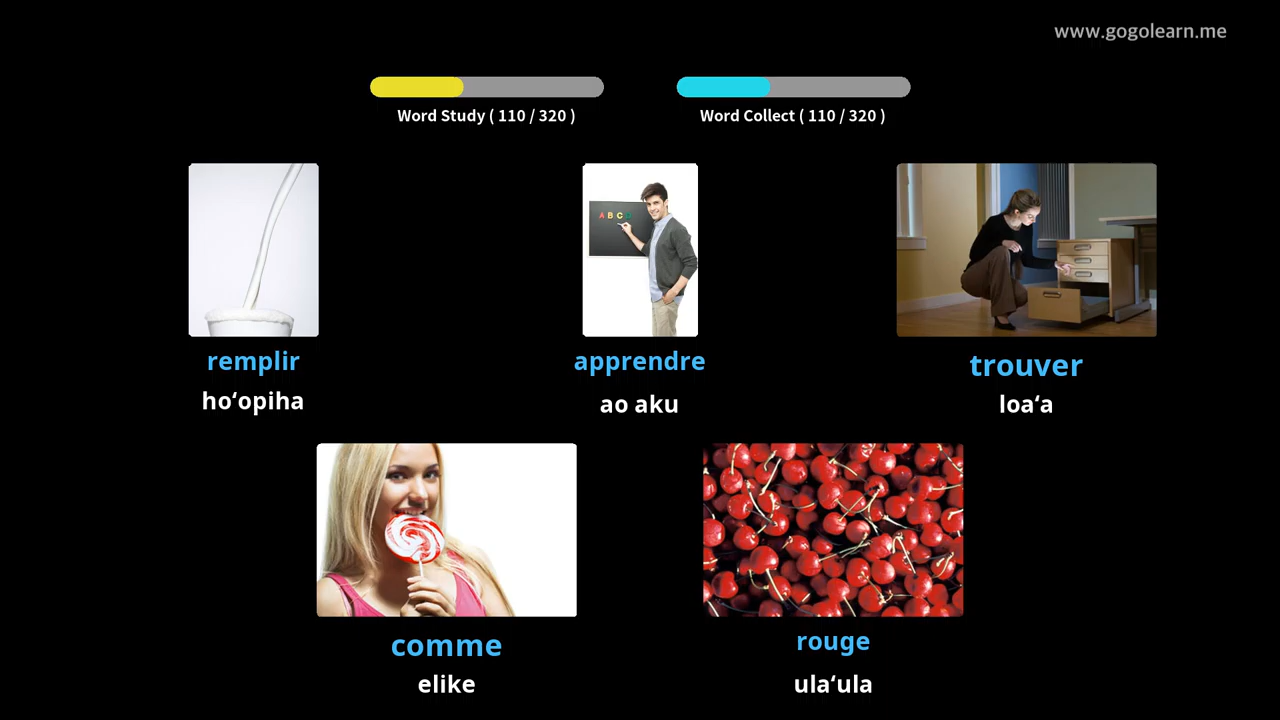 www.gogolearn.me
Word Study ( 110 / 320 )
Word Collect ( 110 / 320 )
A B C D
remplir
hoʻopiha
apprendre
ao aku
trouver
loaʻa
comme
elike
rouge
ulaʻula